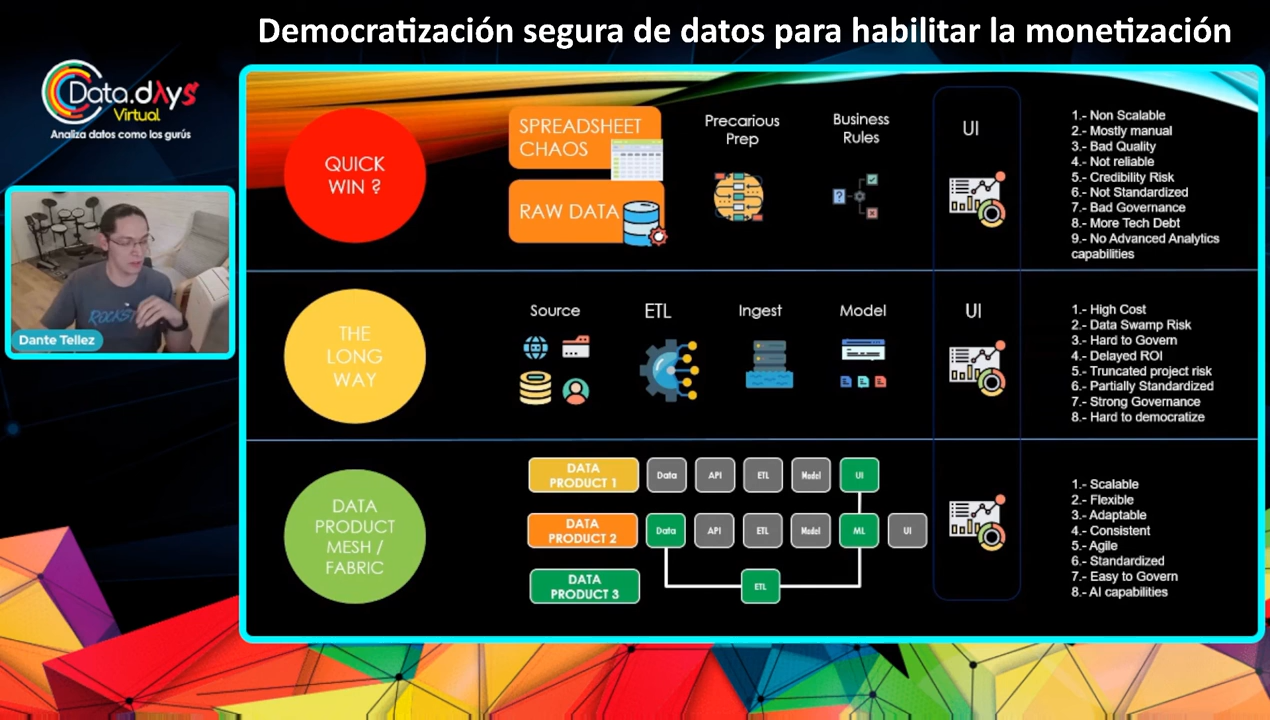 Democratización segura de datos para habilitar la monetización
Data.dAys
Virtual
Analiza datos como los gurús
ROCKST
Dante Tellez
QUICK
WIN ?
SPREADSHEET
CHAOS
RAW DATA
Precarious
Prep
Business
Rules
UI
1.- Non Scalable
2.- Mostly manual
3.- Bad Quality
4.- Not reliable
5.- Credibility Risk
6.- Not Standardized
7.- Bad Governance
8.- More Tech Debt
9.- No Advanced Analytics
capabilities
THE
LONG
WAY
Source
ETL
Ingest
Model
UI
1.- High Cost
2.- Data Swamp Risk
3.- Hard to Govern
4.- Delayed ROI
5.- Truncated project risk
6.- Partially Standardized
7.- Strong Governance
8.- Hard to democratize
DATA
PRODUCT
MESH /
FABRIC
DATA
PRODUCT 1
Data API ETL Model UI
DATA
PRODUCT 2
Data API ETL Model ML UI
DATA
PRODUCT 3
ETL
1.- Scalable
2.- Flexible
3.- Adaptable
4.- Consistent
5.- Agile
6.- Standardized
7.- Easy to Govern
8.- AI capabilities